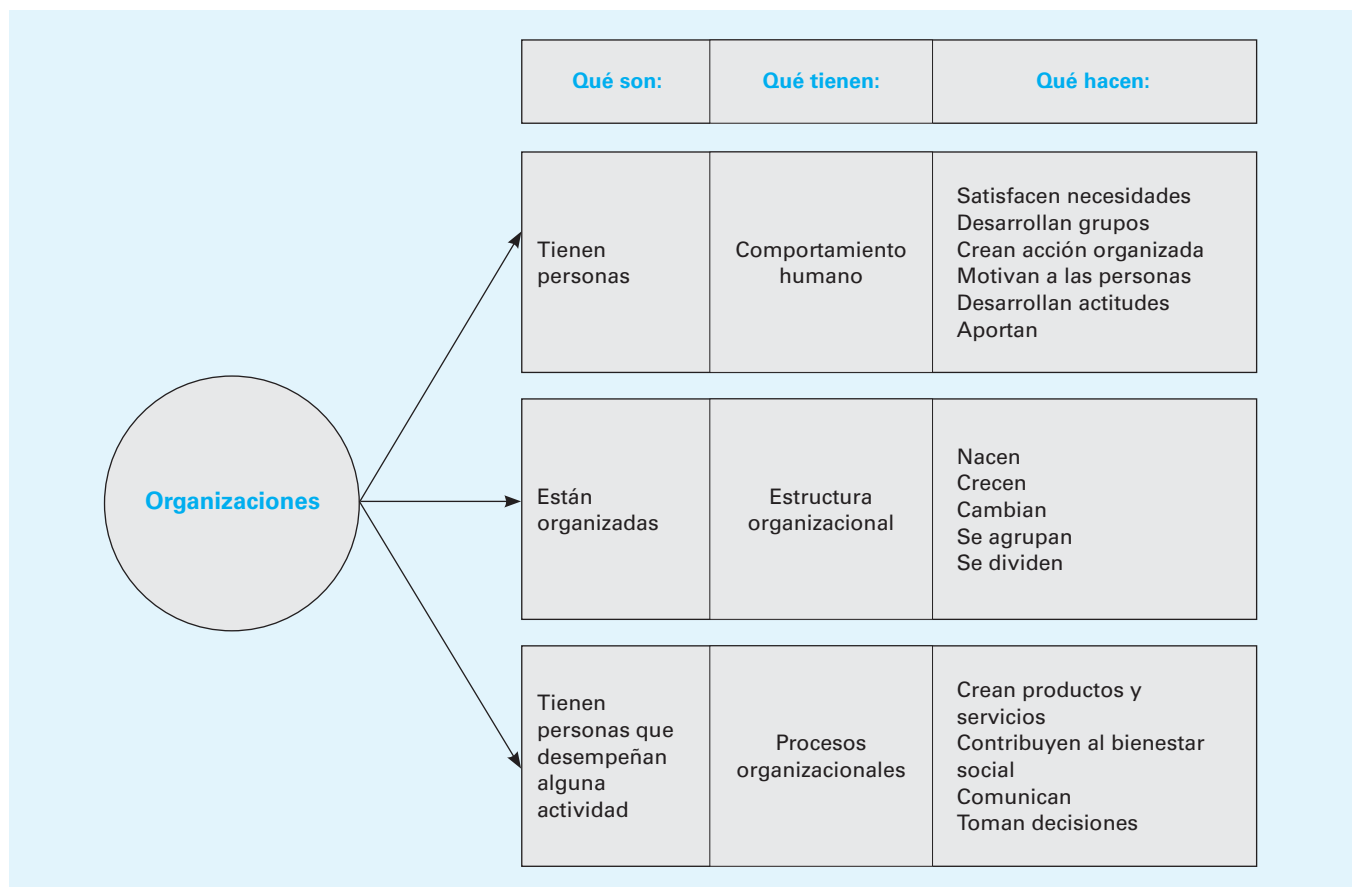 Qué son:
Qué tienen:
Qué hacen:
Tienen
personas
Comportamiento
humano
Satisfacen necesidades
Desarrollan grupos
Crean acción organizada
Motivan a las personas
Desarrollan actitudes
Aportan
Organizaciones
Están
organizadas
Estructura
organizacional
Nacen
Crecen
Cambian
Se agrupan
Se dividen
Tienen
personas que
desempeñan
alguna
actividad
Procesos
organizacionales
Crean productos y
servicios
Contribuyen al bienestar
social
Comunican
Toman decisiones